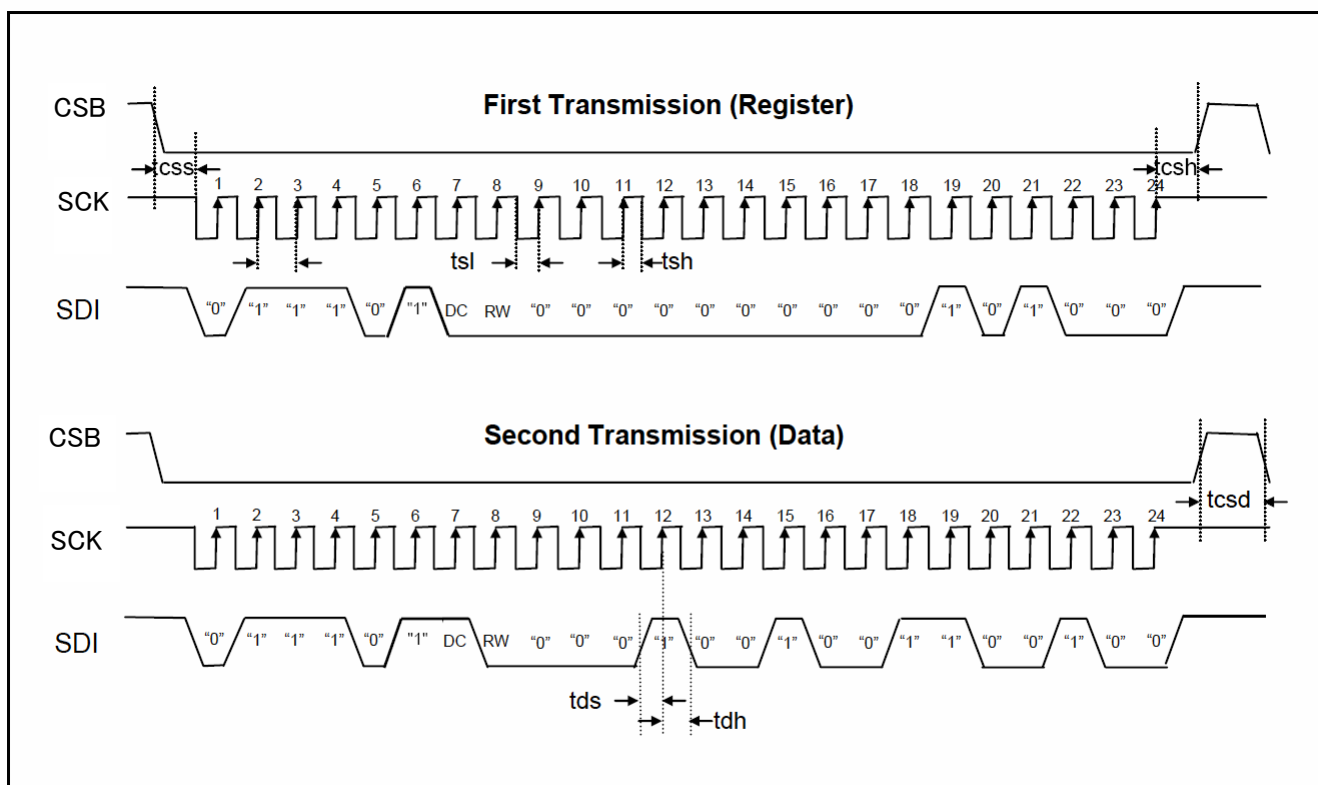 First Transmission (Register)
CSB
tcss
tcsh
1 2 3 4 5 6 7 8 9 10 11 12 13 14 15 16 17 18 19 20 21 22 23 24
SCK
tsl
tsh
SDI
“0” “1” “1” “1” “0” "1" DC RW “0” “0” “0” “0” “0” “0” “0” “0” “0” “0” “1” “0” “1” “0” “0” “0”
Second Transmission (Data)
CSB
tcsd
1 2 3 4 5 6 7 8 9 10 11 12 13 14 15 16 17 18 19 20 21 22 23 24
SCK
SDI
“0” “1” “1” “1” “0” "1" DC RW “0” “0” “0” “1” “0” “0” “1” “0” “0” “1” “1” “0” “0” “1” “0” “0”
tds
tdh